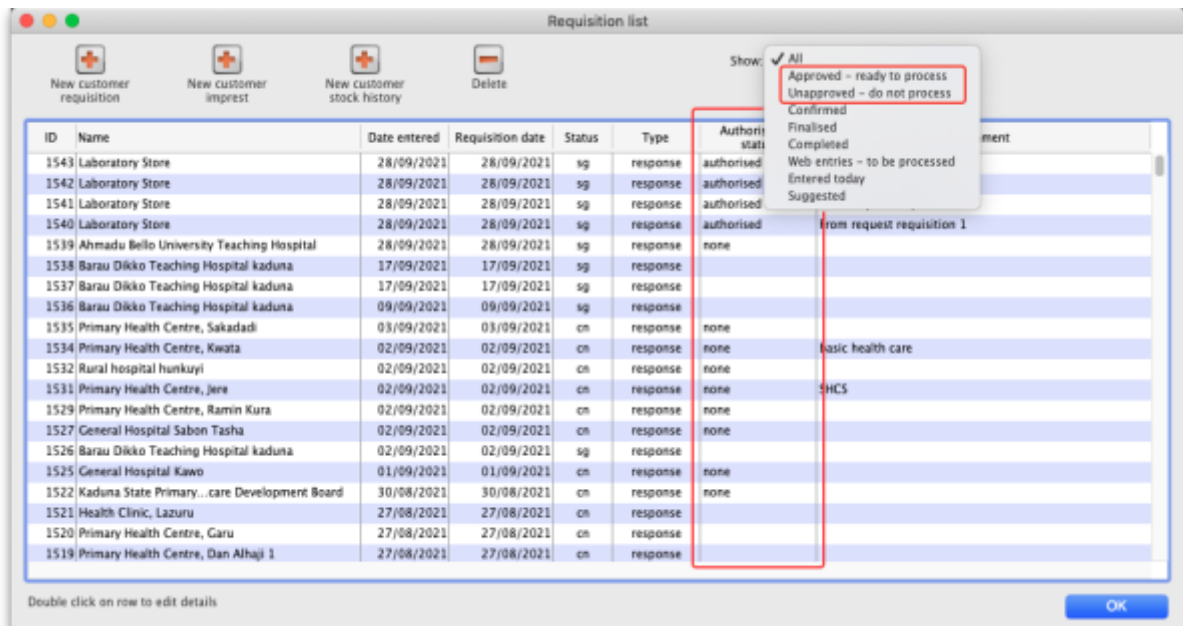 Requisition list
New customer requisition
New customer imprest
New customer stock history
Delete
Show: ✓ All
Approved – ready to process
Unapproved – do not process
Confirmed
Finalised
Completed
Web entries – to be processed
Entered today
Suggested
ID Name Date entered Requisition date Status Type
1543 Laboratory Store 28/09/2021 28/09/2021 sg response authorised
1542 Laboratory Store 28/09/2021 28/09/2021 sg response authorised
1541 Laboratory Store 28/09/2021 28/09/2021 sg response authorised
1540 Laboratory Store 28/09/2021 28/09/2021 sg response authorised From request requisition 1
1539 Ahmadu Bello University Teaching Hospital 28/09/2021 28/09/2021 sg response none
1538 Barau Dikko Teaching Hospital kaduna 17/09/2021 17/09/2021 sg response
1537 Barau Dikko Teaching Hospital kaduna 17/09/2021 17/09/2021 sg response
1536 Barau Dikko Teaching Hospital kaduna 09/09/2021 09/09/2021 sg response
1535 Primary Health Centre, Sakadadi 03/09/2021 03/09/2021 cn response none
1534 Primary Health Centre, Kwata 02/09/2021 02/09/2021 cn response none basic health care
1532 Rural hospital hunkuyi 02/09/2021 02/09/2021 cn response none
1531 Primary Health Centre, Jere 02/09/2021 02/09/2021 cn response none SHCS
1529 Primary Health Centre, Ramin Kura 02/09/2021 02/09/2021 cn response none
1527 General Hospital Sabon Tasha 02/09/2021 02/09/2021 cn response none
1526 Barau Dikko Teaching Hospital kaduna 02/09/2021 02/09/2021 sg response
1525 General Hospital Kawo 01/09/2021 01/09/2021 cn response none
1522 Kaduna State Primary...care Development Board 30/08/2021 30/08/2021 cn response none
1521 Health Clinic, Lazuru 27/08/2021 27/08/2021 cn response
1520 Primary Health Centre, Garu 27/08/2021 27/08/2021 cn response
1519 Primary Health Centre, Dan Alhaji 1 27/08/2021 27/08/2021 cn response
Double click on row to edit details
OK